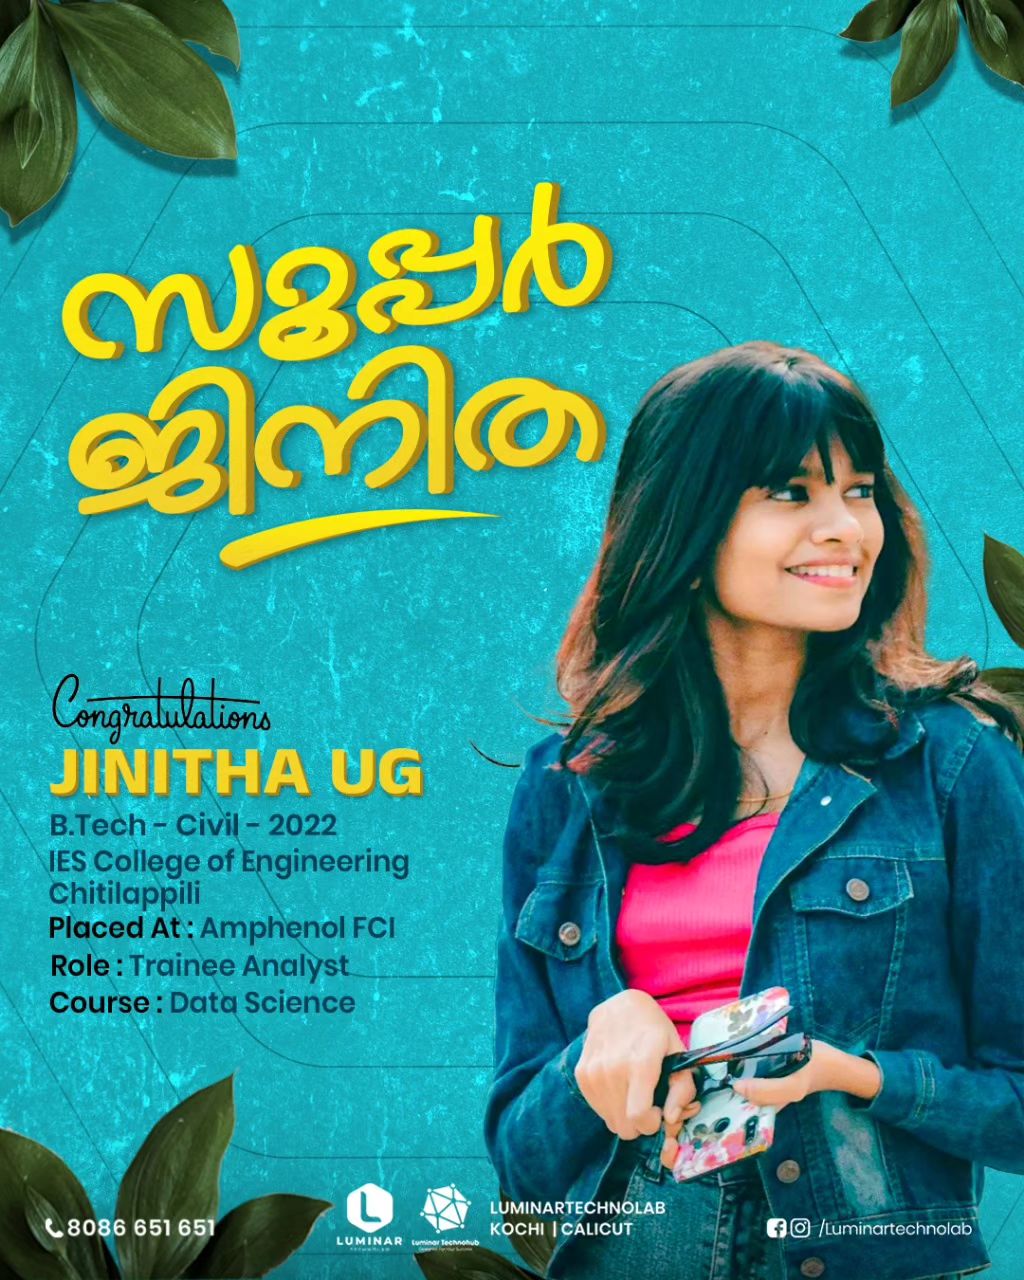 സൂപ്പർ
ജിനിത
Congratulations
JINITHA UG
B.Tech - Civil - 2022
IES College of Engineering
Chitilappili
Placed At : Amphenol FCI
Role : Trainee Analyst
Course : Data Science
8086 651 651
LUMINAR
Luminar Technohub
LUMINARTECHNOLAB
KOCHI | CALICUT
/Luminartechnolab